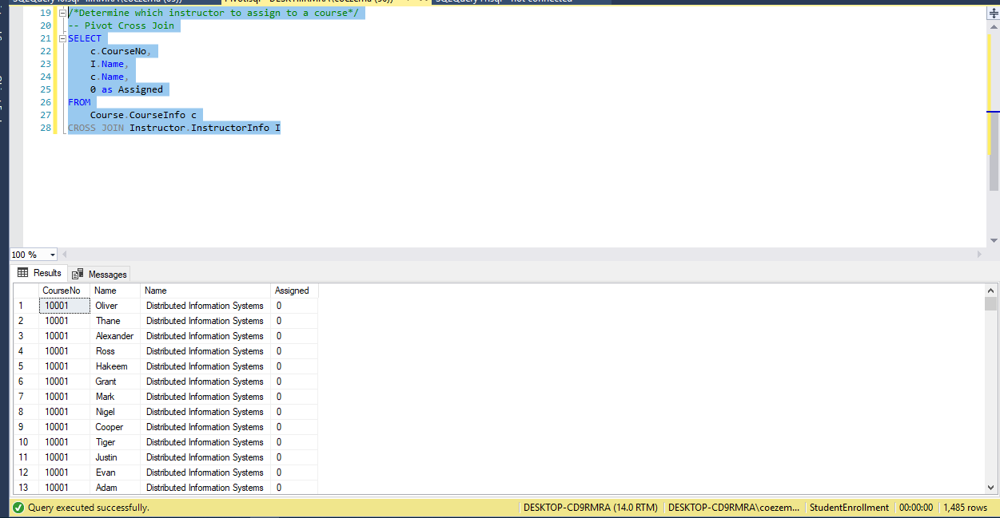 19 /*Determine which instructor to assign to a course*/
20 -- Pivot Cross Join
21 SELECT
22 c.CourseNo,
23 I.Name,
24 c.Name,
25 0 as Assigned
26 FROM
27 Course.CourseInfo c
28 CROSS JOIN Instructor.InstructorInfo I
100 %
Results Messages
CourseNo Name Name Assigned
1 10001 Oliver Distributed Information Systems 0
2 10001 Thane Distributed Information Systems 0
3 10001 Alexander Distributed Information Systems 0
4 10001 Ross Distributed Information Systems 0
5 10001 Hakeem Distributed Information Systems 0
6 10001 Grant Distributed Information Systems 0
7 10001 Mark Distributed Information Systems 0
8 10001 Nigel Distributed Information Systems 0
9 10001 Cooper Distributed Information Systems 0
10 10001 Tiger Distributed Information Systems 0
11 10001 Justin Distributed Information Systems 0
12 10001 Evan Distributed Information Systems 0
13 10001 Adam Distributed Information Systems 0
Query executed successfully. DESKTOP-CD9RMRA (14.0 RTM) DESKTOP-CD9RMRA\coezem... StudentEnrollment 00:00:00 1,485 rows